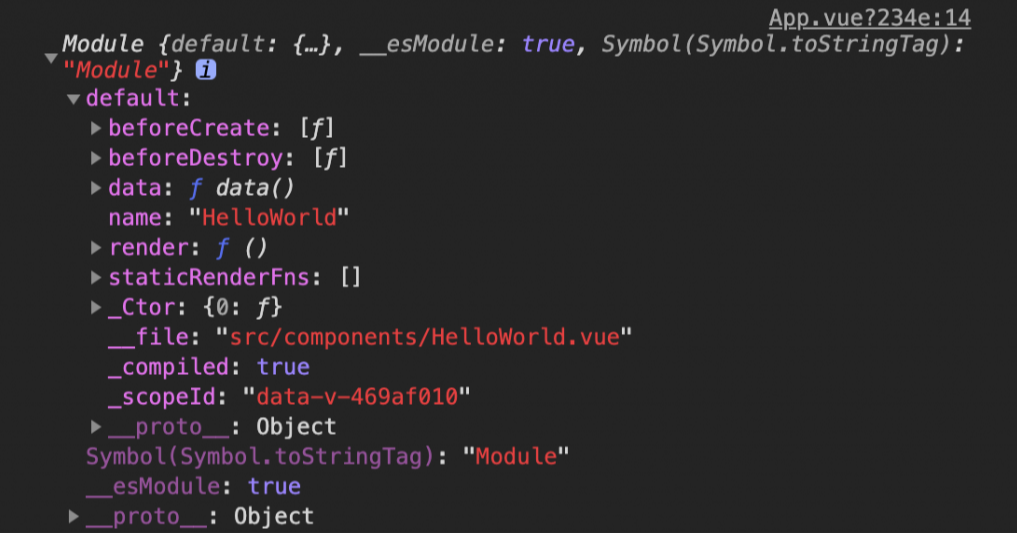 App.vue?234e:14
Module {default: {…}, __esModule: true, Symbol(Symbol.toStringTag):
"Module"} i
default:
beforeCreate: [ƒ]
beforeDestroy: [ƒ]
data: ƒ data()
name: "HelloWorld"
render: ƒ ()
staticRenderFns: []
_Ctor: {0: ƒ}
__file: "src/components/HelloWorld.vue"
_compiled: true
_scopeId: "data-v-469af010"
__proto__: Object
Symbol(Symbol.toStringTag): "Module"
__esModule: true
__proto__: Object